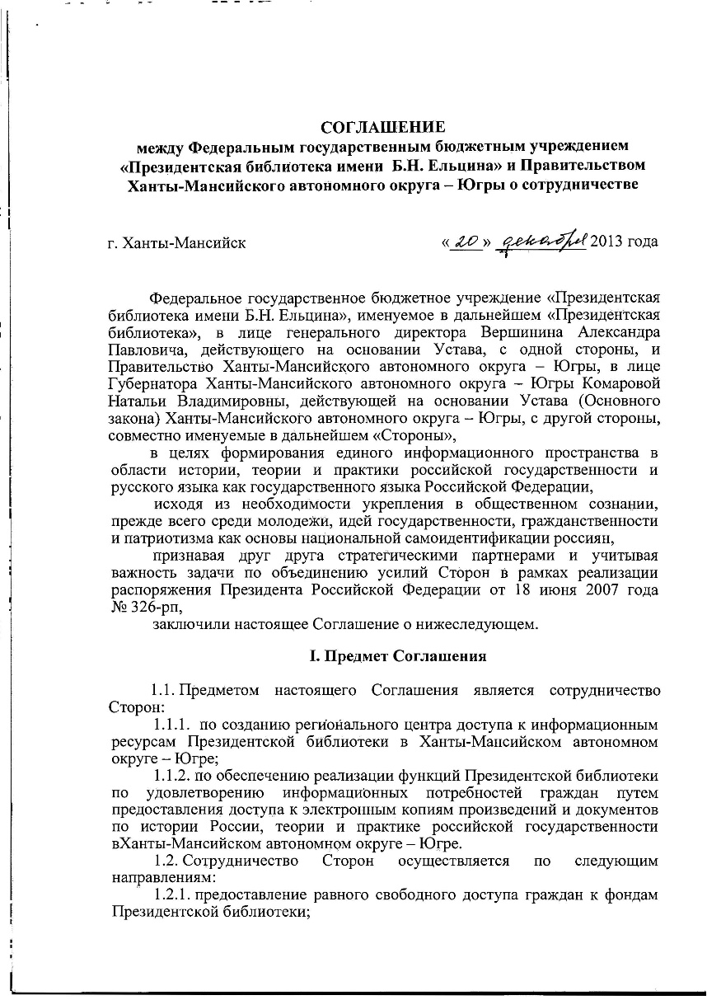 СОГЛАШЕНИЕ
между Федеральным государственным бюджетным учреждением
«Президентская библиотека имени Б.Н. Ельцина» и Правительством
Ханты-Мансийского автономного округа – Югры о сотрудничестве
г. Ханты-Мансийск «20» декабря 2013 года
Федеральное государственное бюджетное учреждение «Президентская
библиотека имени Б.Н. Ельцина», именуемое в дальнейшем «Президентская
библиотека», в лице генерального директора Вершинина Александра
Павловича, действующего на основании Устава, с одной стороны, и
Правительство Ханты-Мансийского автономного округа – Югры, в лице
Губернатора Ханты-Мансийского автономного округа – Югры Комаровой
Натальи Владимировны, действующей на основании Устава (Основного
закона) Ханты-Мансийского автономного округа – Югры, с другой стороны,
совместно именуемые в дальнейшем «Стороны»,
в целях формирования единого информационного пространства в
области истории, теории и практики российской государственности и
русского языка как государственного языка Российской Федерации,
исходя из необходимости укрепления в общественном сознании,
прежде всего среди молодежи, идей государственности, гражданственности
и патриотизма как основы национальной самоидентификации россиян,
признавая друг друга стратегическими партнерами и учитывая
важность задачи по объединению усилий Сторон в рамках реализации
распоряжения Президента Российской Федерации от 18 июня 2007 года
№ 326-рп,
заключили настоящее Соглашение о нижеследующем.
I. Предмет Соглашения
1.1. Предметом настоящего Соглашения является сотрудничество
Сторон:
1.1.1. по созданию регионального центра доступа к информационным
ресурсам Президентской библиотеки в Ханты-Мансийском автономном
округе – Югре;
1.1.2. по обеспечению реализации функций Президентской библиотеки
по удовлетворению информационных потребностей граждан путем
предоставления доступа к электронным копиям произведений и документов
по истории России, теории и практике российской государственности
вХанты-Мансийском автономном округе – Югре.
1.2. Сотрудничество Сторон осуществляется по следующим
направлениям:
1.2.1. предоставление равного свободного доступа граждан к фондам
Президентской библиотеки;